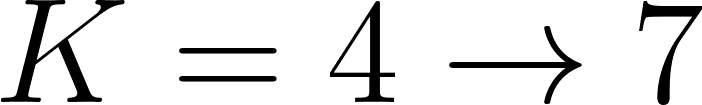 K = 4 → 7